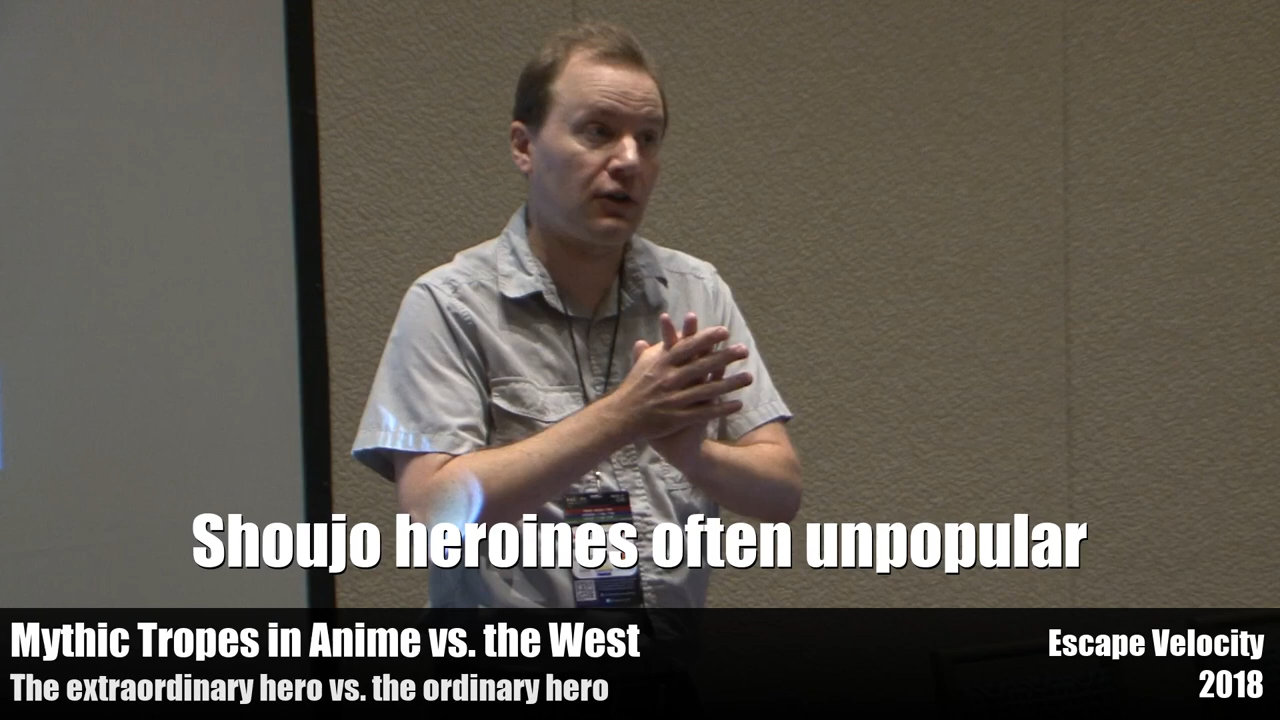 Shoujo heroines often unpopular
Mythic Tropes in Anime vs. the West
The extraordinary hero vs. the ordinary hero
Escape Velocity
2018